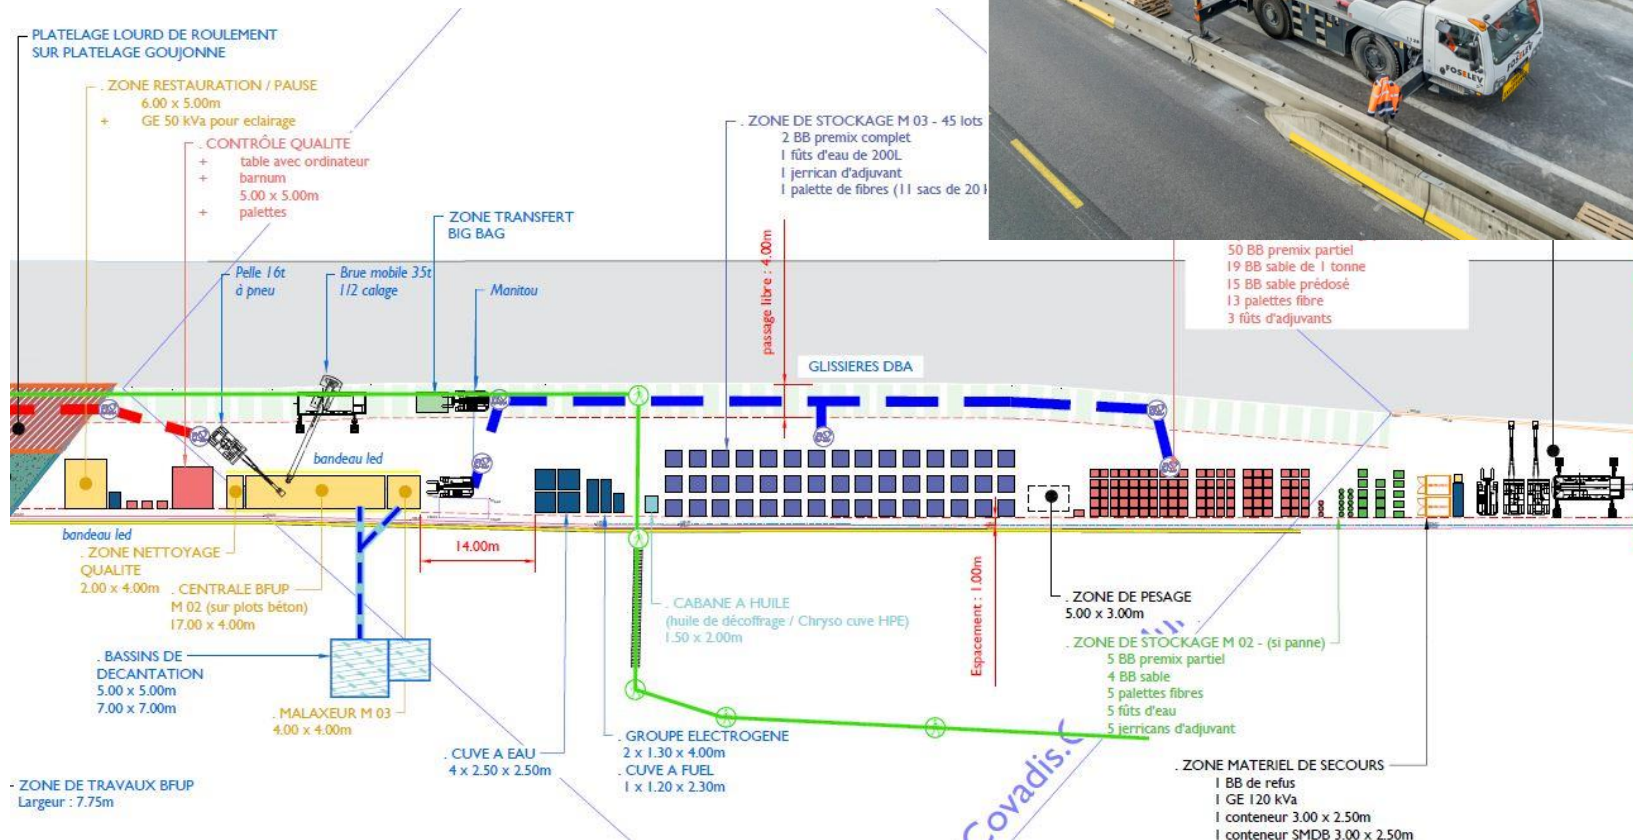 PLATELAGE LOURD DE ROULEMENT
SUR PLATELAGE GOUJONNE
. ZONE RESTAURATION / PAUSE
6.00 x 5.00m
+ GE 50 kVa pour eclairage
. CONTRÔLE QUALITE
+ table avec ordinateur
+ barnum
5.00 x 5.00m
+ palettes
ZONE TRANSFERT
BIG BAG
. ZONE DE STOCKAGE M 03 - 45 lots
2 BB premix complet
1 fûts d'eau de 200L
1 jerrican d'adjuvant
1 palette de fibres (11 sacs de 20
FOSELEV
FOSELEV
50 BB premix partiel
19 BB sable de 1 tonne
15 BB sable prédosé
13 palettes fibre
3 fûts d'adjuvants
Pelle 16t
à pneu
Brue mobile 35t
1/2 calage
Manitou
passage libre : 4.00m
GLISSIERES DBA
bandeau led
bandeau led
. ZONE NETTOYAGE
QUALITE
2.00 x 4.00m
. CENTRALE BFUP
M 02 (sur plots béton)
17.00 x 4.00m
14.00m
. BASSINS DE
DECANTATION
5.00 x 5.00m
7.00 x 7.00m
. MALAXEUR M 03
4.00 x 4.00m
. CABANE A HUILE
(huile de décoffrage / Chryso cuve HPE)
1.50 x 2.00m
Espacement : 1.00m
. ZONE DE PESAGE
5.00 x 3.00m
. ZONE DE STOCKAGE M 02 - (si panne)
5 BB premix partiel
4 BB sable
5 palettes fibres
5 fûts d'eau
5 jerricans d'adjuvant
. CUVE A EAU
4 x 2.50 x 2.50m
. GROUPE ELECTROGENE
2 x 1.30 x 4.00m
. CUVE A FUEL
1 x 1.20 x 2.30m
Covadis.
- ZONE DE TRAVAUX BFUP
Largeur : 7.75m
. ZONE MATERIEL DE SECOURS
1 BB de refus
1 GE 120 kVa
1 conteneur 3.00 x 2.50m
1 conteneur SMDB 3.00 x 2.50m